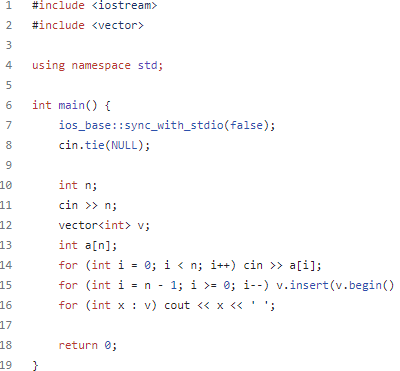 1 #include <iostream>
2 #include <vector>
3
4 using namespace std;
5
6 int main() {
7 ios_base::sync_with_stdio(false);
8 cin.tie(NULL);
9
10 int n;
11 cin >> n;
12 vector<int> v;
13 int a[n];
14 for (int i = 0; i < n; i++) cin >> a[i];
15 for (int i = n - 1; i >= 0; i--) v.insert(v.begin()
16 for (int x : v) cout << x << ' ';
17
18 return 0;
19 }